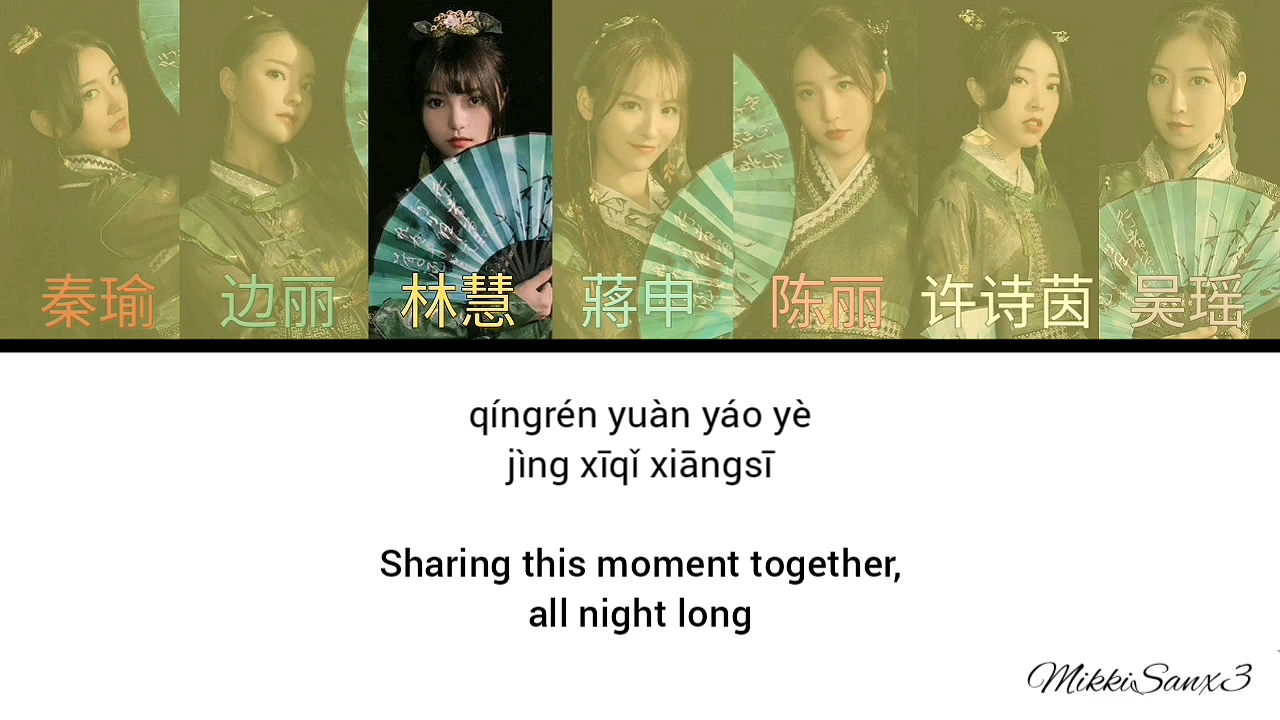 秦瑜 边丽 林慧 蔣申 陈丽 许诗茵 吴瑶
qíngrén yuàn yáo yè
jìng xīqǐ xiāngsī
Sharing this moment together,
all night long
MikkiSanx3